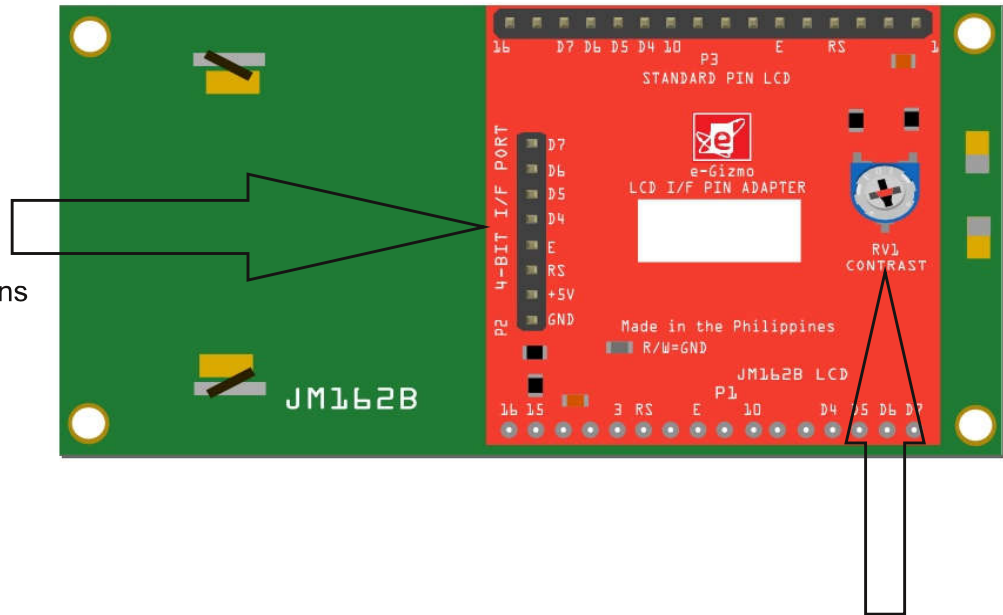 16 D7 D6 D5 D4 10 E RS 1
P3
STANDARD PIN LCD
e
e-Gizmo
LCD I/F PIN ADAPTER
P2 4-BIT I/F PORT
D7
D6
D5
D4
E
RS
+5V
GND
RV1
CONTRAST
ns
Made in the Philippines
R/W=GND
JM162B LCD
P1
16 15 3 RS E 10 D4 D5 D6 D7
JM162B